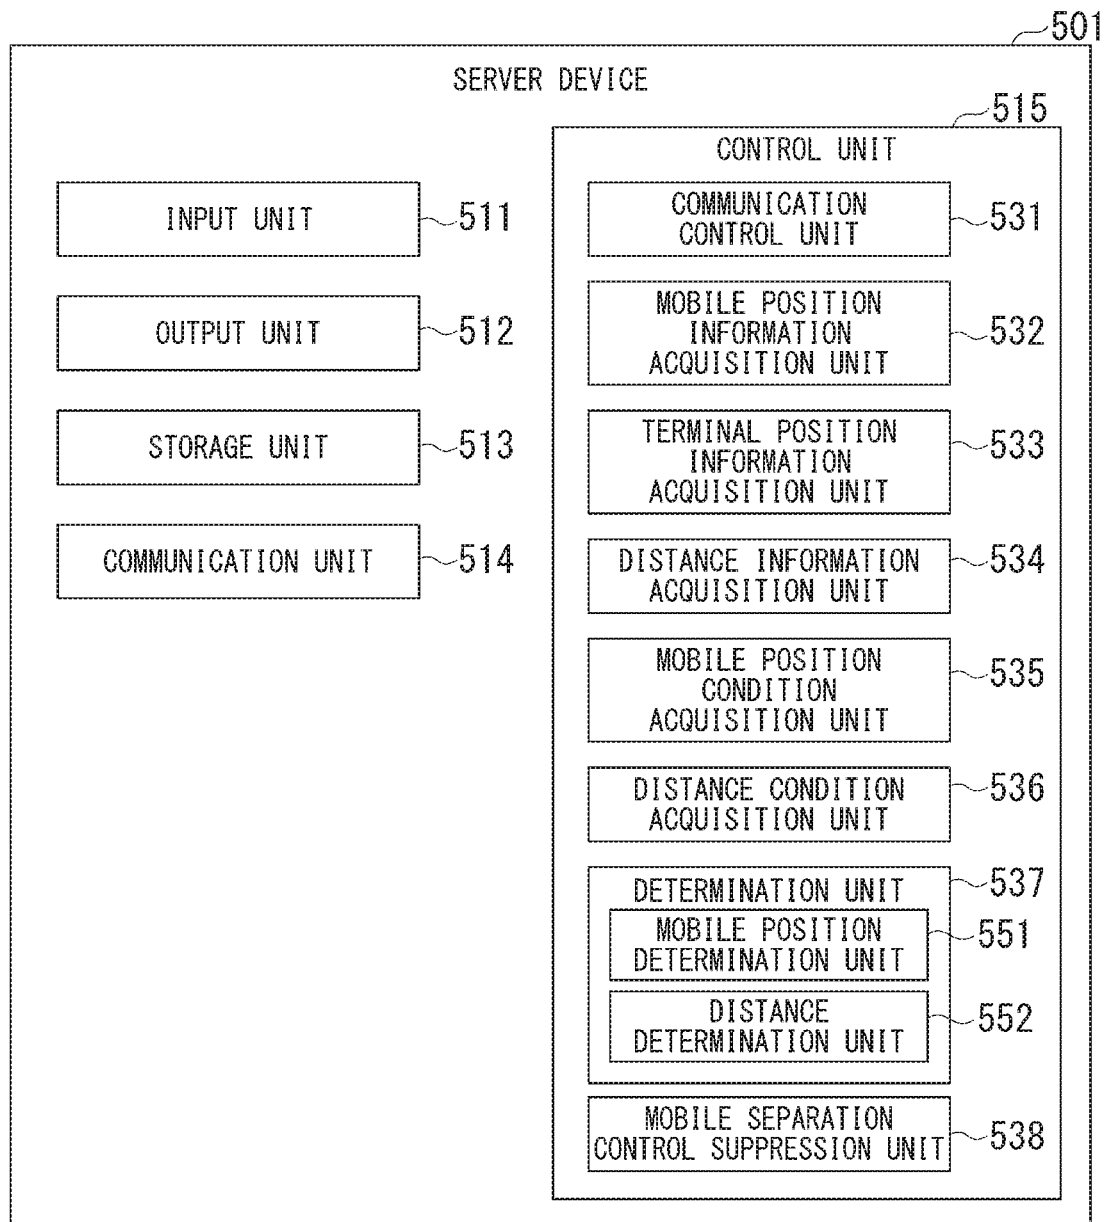 501
SERVER DEVICE
INPUT UNIT
511
OUTPUT UNIT
512
STORAGE UNIT
513
COMMUNICATION UNIT
514
515
CONTROL UNIT
COMMUNICATION
CONTROL UNIT
531
MOBILE POSITION
INFORMATION
ACQUISITION UNIT
532
TERMINAL POSITION
INFORMATION
ACQUISITION UNIT
533
DISTANCE INFORMATION
ACQUISITION UNIT
534
MOBILE POSITION
CONDITION
ACQUISITION UNIT
535
DISTANCE CONDITION
ACQUISITION UNIT
536
DETERMINATION UNIT
537
MOBILE POSITION
DETERMINATION UNIT
551
DISTANCE
DETERMINATION UNIT
552
MOBILE SEPARATION
CONTROL SUPPRESSION UNIT
538